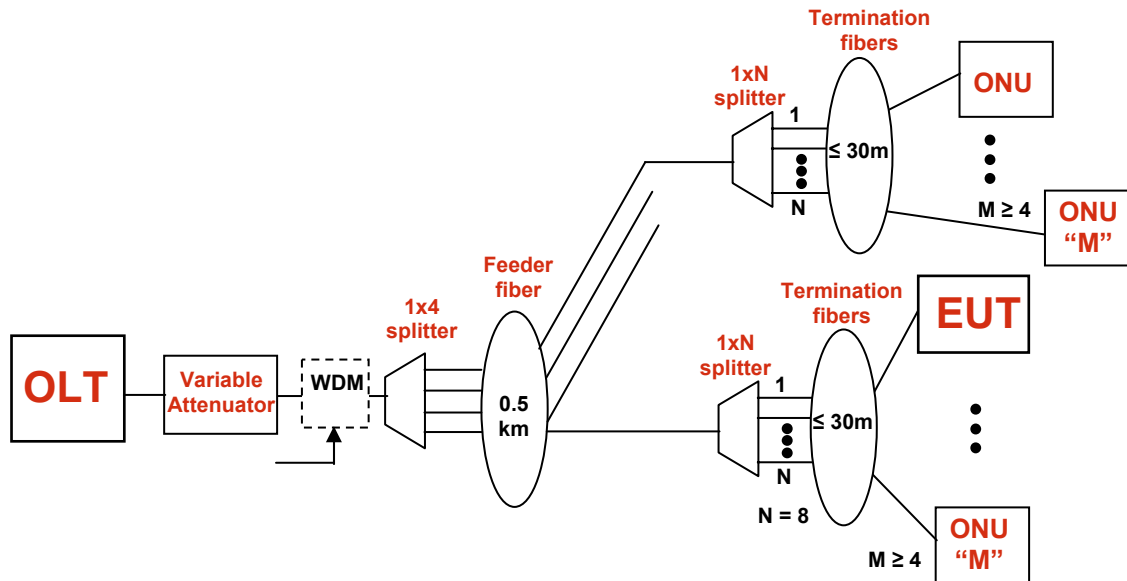 OLT
Variable
Attenuator
WDM
1x4
splitter
Feeder
fiber
0.5
km
1xN
splitter
1
N
Termination
fibers
≤ 30m
ONU
M ≥ 4
ONU
“M”
1xN
splitter
1
N
N = 8
Termination
fibers
≤ 30m
EUT
M ≥ 4
ONU
“M”